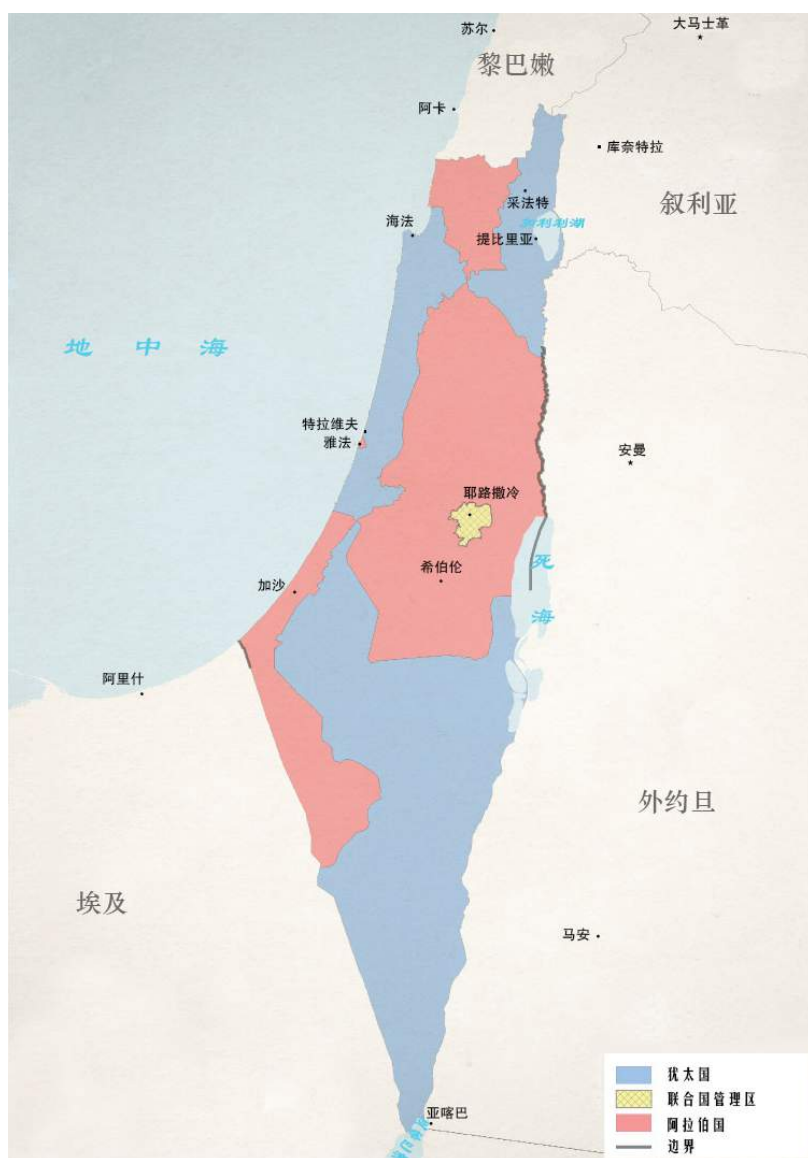 苏尔
大马士革
黎巴嫩
阿卡
库奈特拉
采法特
叙利亚
海法
加利利湖
提比里亚
地中海
特拉维夫
雅法
安曼
耶路撒冷
死海
希伯伦
加沙
阿里什
外约旦
埃及
马安
亚喀巴
犹太国
联合国管理区
阿拉伯国
边界